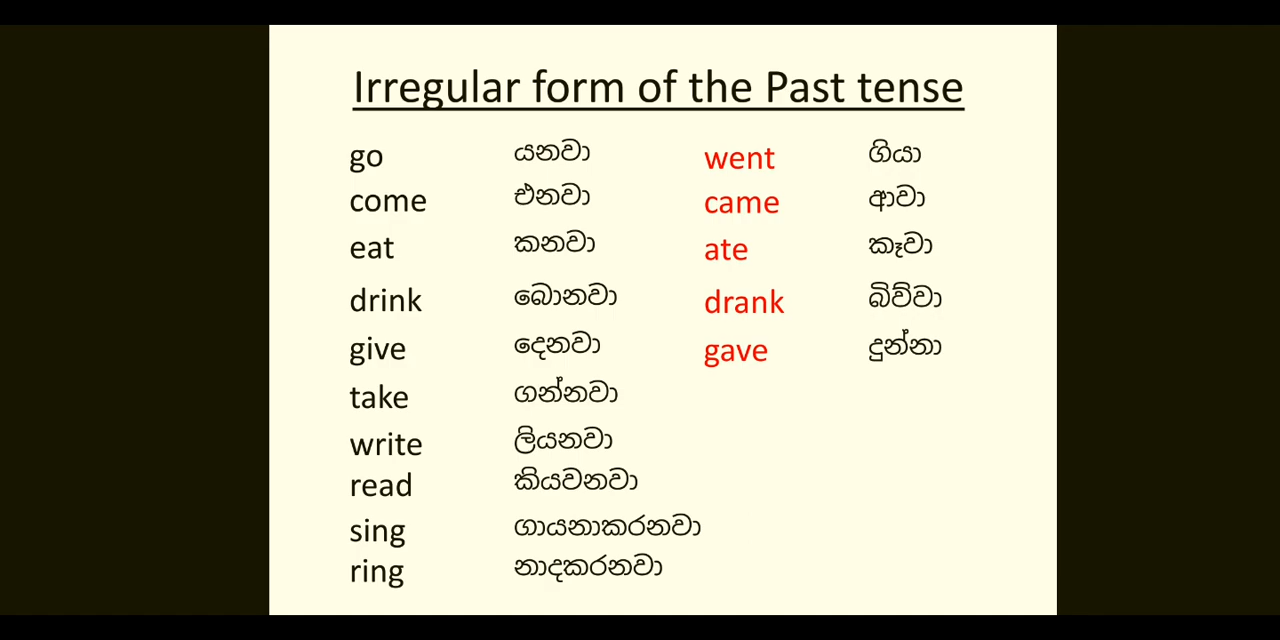 Irregular form of the Past tense
go යනවා went ගියා
come එනවා came ආවා
eat කනවා ate කෑවා
drink බොනවා drank බිව්වා
give දෙනවා gave දුන්නා
take ගන්නවා
write ලියනවා
read කියවනවා
sing ගායනාකරනවා
ring නාදකරනවා